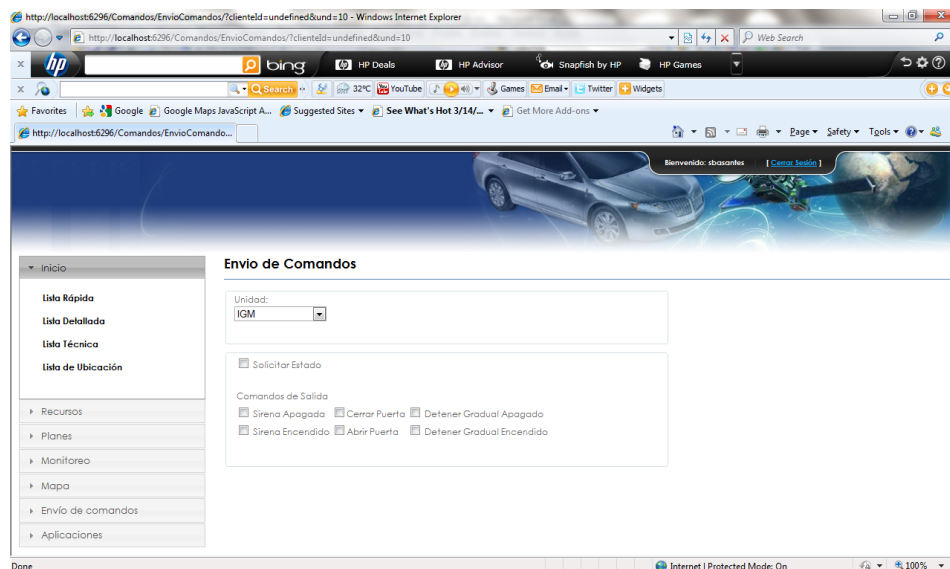 http://localhost:6296/Comandos/EnvioComandos/?clienteId=undefined&und=10 - Windows Internet Explorer
http://localhost:6296/Comandos/EnvioComandos/?clienteId=undefined&und=10
Web Search
x hp bing HP Deals HP Advisor Snapfish by HP HP Games
x Search 32°C YouTube Games Email Twitter Widgets
Favorites Google Google Maps JavaScript A... Suggested Sites See What's Hot 3/14/... Get More Add-ons
http://localhost:6296/Comandos/EnvioComando...
Page Safety Tools
Bienvenido: sbasantes [ Cerrar Sesión ]
Inicio
Lista Rápida
Lista Detallada
Lista Técnica
Lista de Ubicación
Recursos
Planes
Monitoreo
Mapa
Envío de comandos
Aplicaciones
Envio de Comandos
Unidad:
IGM
Solicitar Estado
Comandos de Salida
Sirena Apagada Cerrar Puerta Detener Gradual Apagado
Sirena Encendido Abrir Puerta Detener Gradual Encendido
Done
Internet | Protected Mode: On
100%